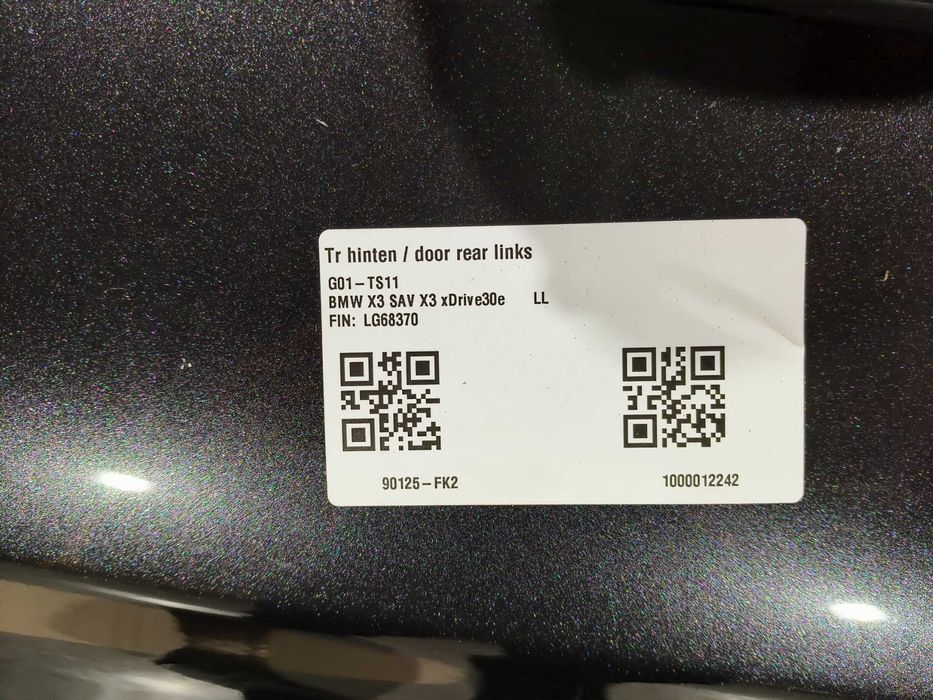 Tr hinten / door rear links
G01-TS11
BMW X3 SAV X3 xDrive30e LL
FIN: LG68370
90125-FK2 1000012242